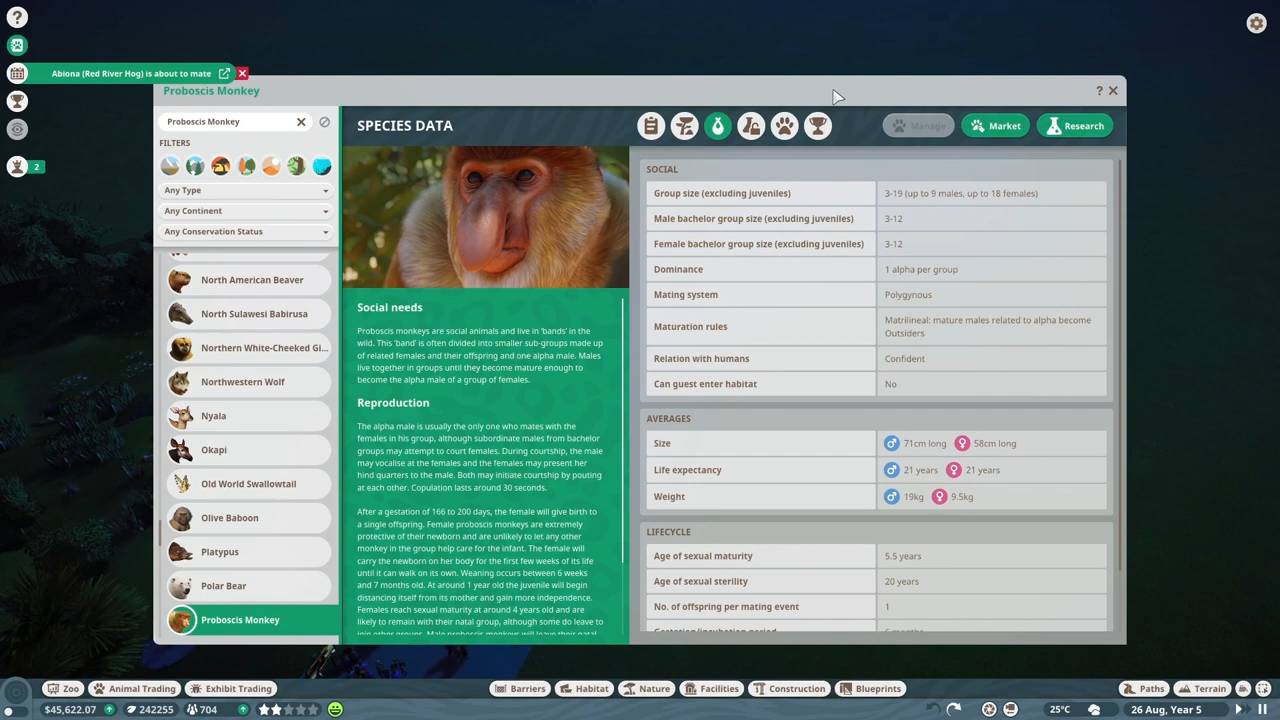 ?
Abiona (Red River Hog) is about to mate
Proboscis Monkey
?
Proboscis Monkey
SPECIES DATA
Manage
Market
Research
FILTERS
2
Any Type
Any Continent
Any Conservation Status
North American Beaver
North Sulawesi Babirusa
Northern White-Cheeked Gi...
Northwestern Wolf
Nyala
Okapi
Old World Swallowtail
Olive Baboon
Platypus
Polar Bear
Proboscis Monkey
Social needs
Proboscis monkeys are social animals and live in 'bands' in the
wild. This 'band' is often divided into smaller sub-groups made up
of related females and their offspring and one alpha male. Males
live together in groups until they become mature enough to
become the alpha male of a group of females.
Reproduction
The alpha male is usually the only one who mates with the
females in his group, although subordinate males from bachelor
groups may attempt to court females. During courtship, the male
may vocalise at the females and the females may present her
hind quarters to the male. Both may initiate courtship by pouting
at each other. Copulation lasts around 30 seconds.
After a gestation of 166 to 200 days, the female will give birth to
a single offspring. Female proboscis monkeys are extremely
protective of their newborn and are unlikely to let any other
monkey in the group help care for the infant. The female will
carry the newborn on her body for the first few weeks of its life
until it can walk on its own. Weaning occurs between 6 weeks
and 7 months old. At around 1 year old the juvenile will begin
distancing itself from its mother and gain more independence.
Females reach sexual maturity at around 4 years old and are
likely to remain with their natal group, although some do leave to
join other groups. Male proboscis monkeys will leave their natal
SOCIAL
Group size (excluding juveniles) 3-19 (up to 9 males, up to 18 females)
Male bachelor group size (excluding juveniles) 3-12
Female bachelor group size (excluding juveniles) 3-12
Dominance 1 alpha per group
Mating system Polygynous
Maturation rules Matrilineal: mature males related to alpha become
Outsiders
Relation with humans Confident
Can guest enter habitat No
AVERAGES
Size 71cm long 58cm long
Life expectancy 21 years 21 years
Weight 19kg 9.5kg
LIFECYCLE
Age of sexual maturity 5.5 years
Age of sexual sterility 20 years
No. of offspring per mating event 1
Zoo
Animal Trading
Exhibit Trading
Barriers
Habitat
Nature
Facilities
Construction
Blueprints
Paths
Terrain
$45,622.07
242255
704
25°C
26 Aug, Year 5